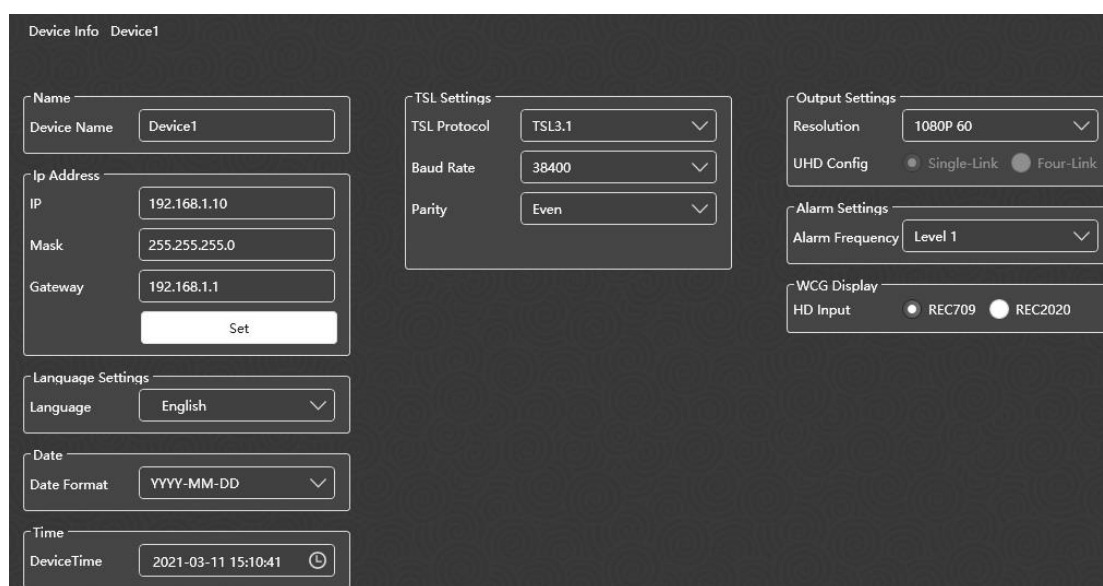 Device Info Device1
Name
Device Name Device1
Ip Address
IP 192.168.1.10
Mask 255.255.255.0
Gateway 192.168.1.1
Set
Language Settings
Language English
Date
Date Format YYYY-MM-DD
Time
DeviceTime 2021-03-11 15:10:41
TSL Settings
TSL Protocol TSL3.1
Baud Rate 38400
Parity Even
Output Settings
Resolution 1080P 60
UHD Config Single-Link Four-Link
Alarm Settings
Alarm Frequency Level 1
WCG Display
HD Input REC709 REC2020